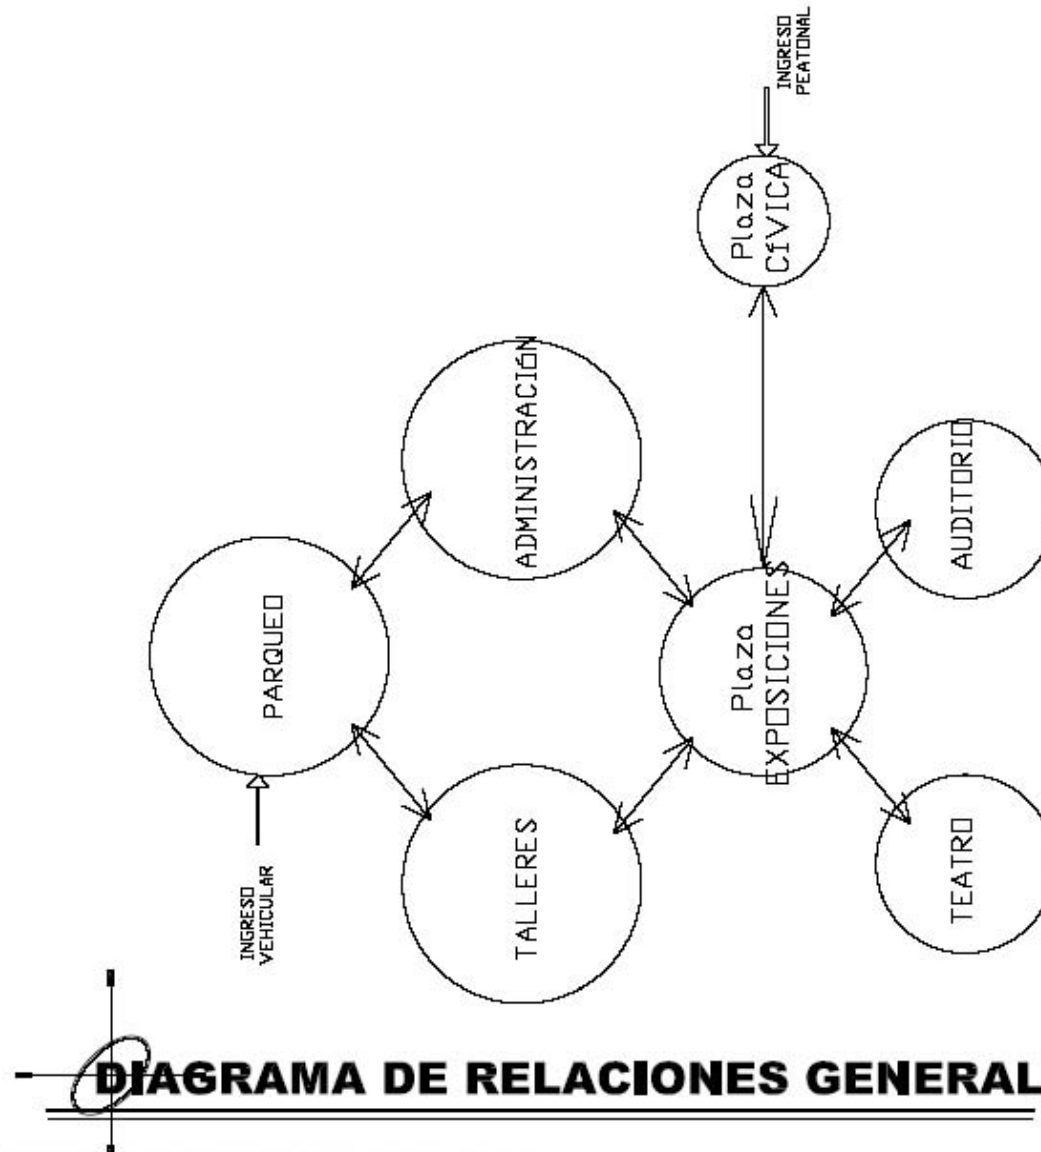 INGRESO
PEATONAL
Plaza
CÍVICA
ADMINISTRACIÓN
AUDITORIO
PARQUEO
Plaza
EXPOSICIONES
TALLERES
TEATRO
INGRESO
VEHICULAR
DIAGRAMA DE RELACIONES GENERAL